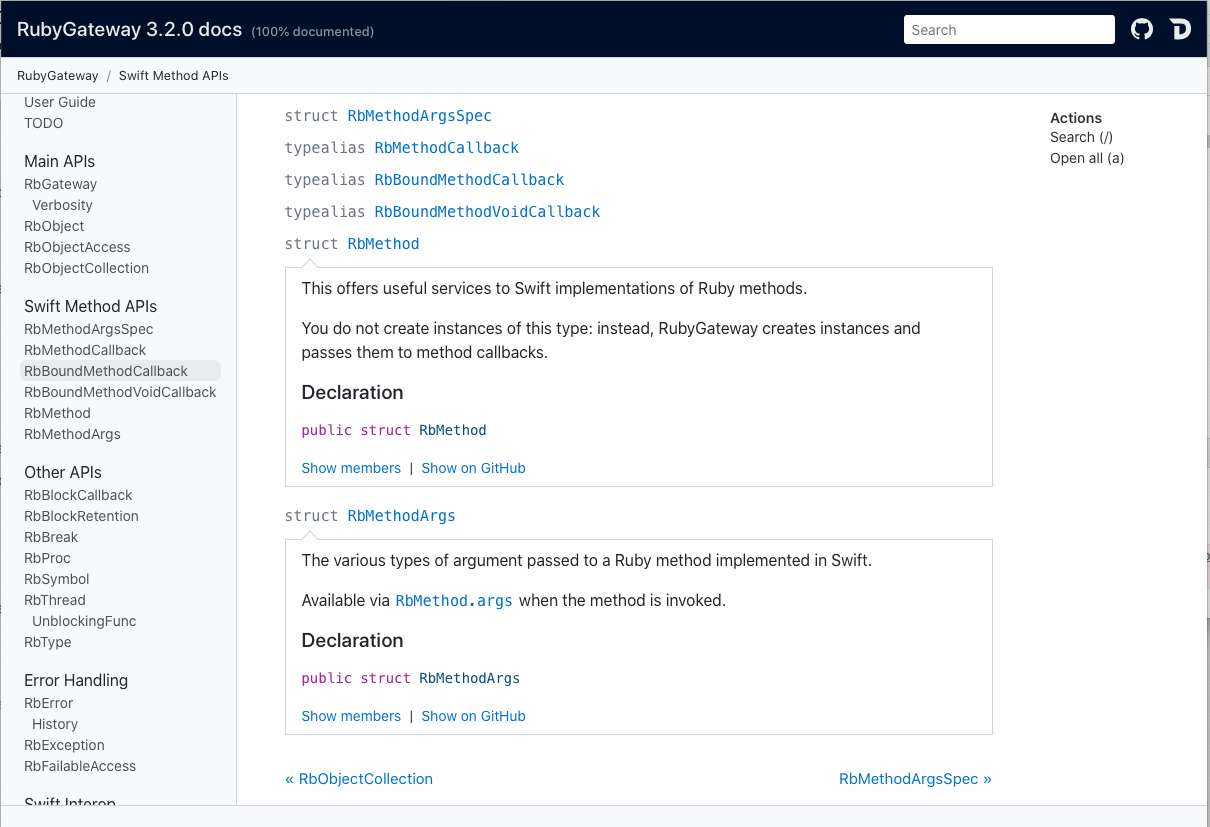 RubyGateway 3.2.0 docs (100% documented)
Search
RubyGateway / Swift Method APIs
User Guide
TODO
Main APIs
RbGateway
Verbosity
RbObject
RbObjectAccess
RbObjectCollection
Swift Method APIs
RbMethodArgsSpec
RbMethodCallback
RbBoundMethodCallback
RbBoundMethodVoidCallback
RbMethod
RbMethodArgs
Other APIs
RbBlockCallback
RbBlockRetention
RbBreak
RbProc
RbSymbol
RbThread
UnblockingFunc
RbType
Error Handling
RbError
History
RbException
RbFailableAccess
Swift Interop
struct RbMethodArgsSpec
typealias RbMethodCallback
typealias RbBoundMethodCallback
typealias RbBoundMethodVoidCallback
struct RbMethod
This offers useful services to Swift implementations of Ruby methods.
You do not create instances of this type: instead, RubyGateway creates instances and
passes them to method callbacks.
Declaration
public struct RbMethod
Show members | Show on GitHub
struct RbMethodArgs
The various types of argument passed to a Ruby method implemented in Swift.
Available via RbMethod.args when the method is invoked.
Declaration
public struct RbMethodArgs
Show members | Show on GitHub
« RbObjectCollection
RbMethodArgsSpec »
Actions
Search (/)
Open all (a)